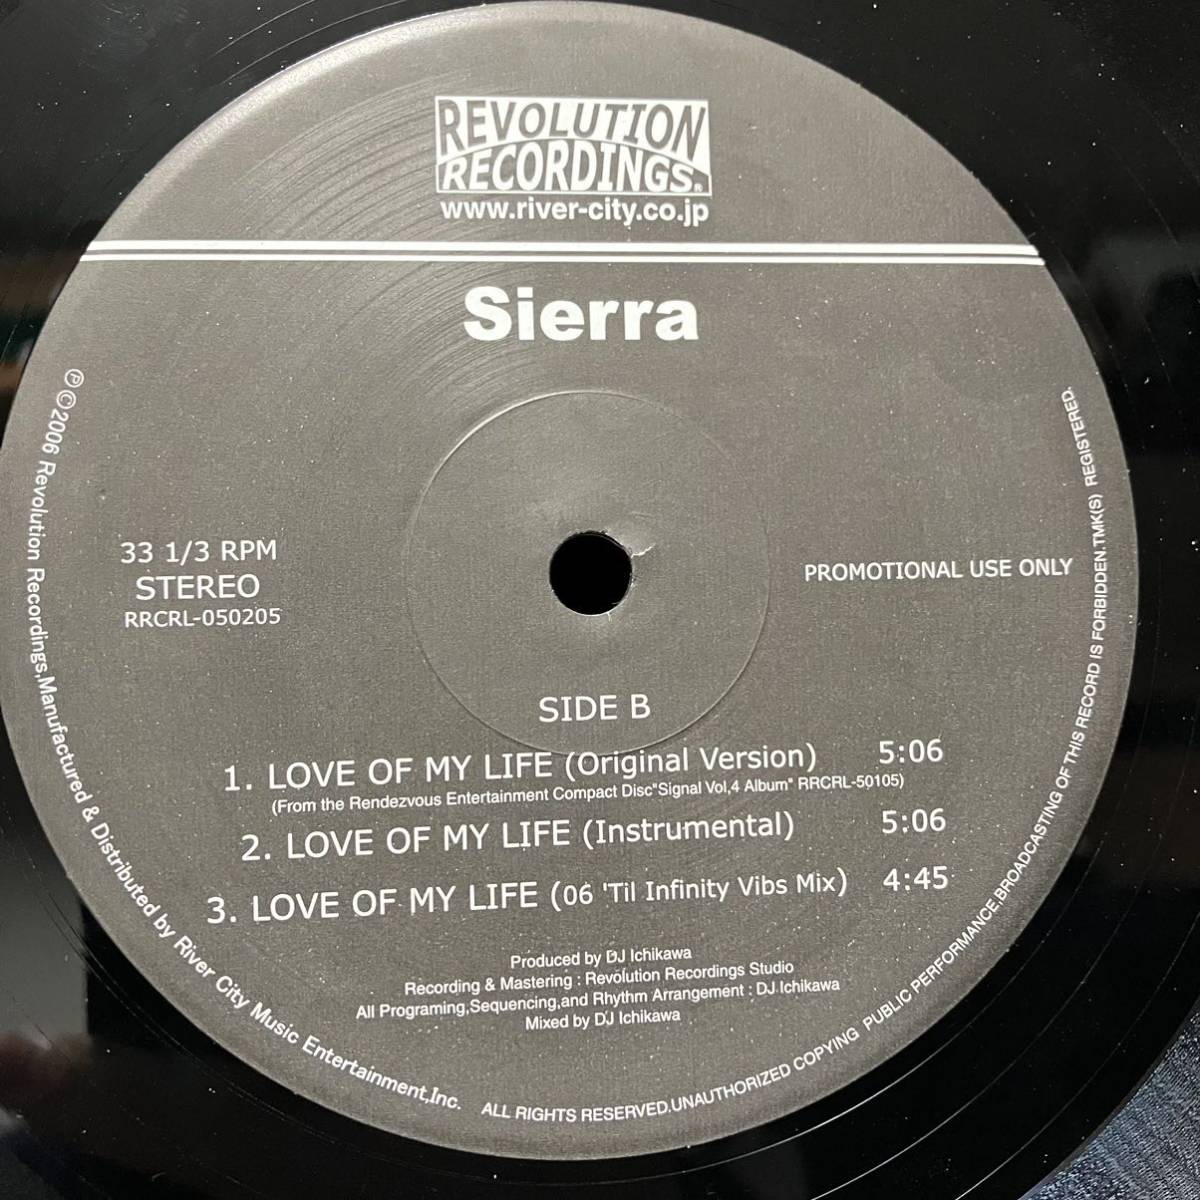 REVOLUTION
RECORDINGS®
www.river-city.co.jp
Sierra
33 1/3 RPM
STEREO
RRCRL-050205
PROMOTIONAL USE ONLY
SIDE B
1. LOVE OF MY LIFE (Original Version) 5:06
(From the Rendezvous Entertainment Compact Disc"Signal Vol,4 Album" RRCRL-50105)
2. LOVE OF MY LIFE (Instrumental) 5:06
3. LOVE OF MY LIFE (06 'Til Infinity Vibs Mix) 4:45
Produced by DJ Ichikawa
Recording & Mastering : Revolution Recordings Studio
All Programing,Sequencing,and Rhythm Arrangement : DJ Ichikawa
Mixed by DJ Ichikawa
℗©2006 Revolution Recordings,Manufactured & Distributed by River City Music Entertainment,Inc. ALL RIGHTS RESERVED.UNAUTHORIZED COPYING PUBLIC PERFORMANCE,BROADCASTING OF THIS RECORD IS FORBIDDEN.TMK(S) REGISTERED.